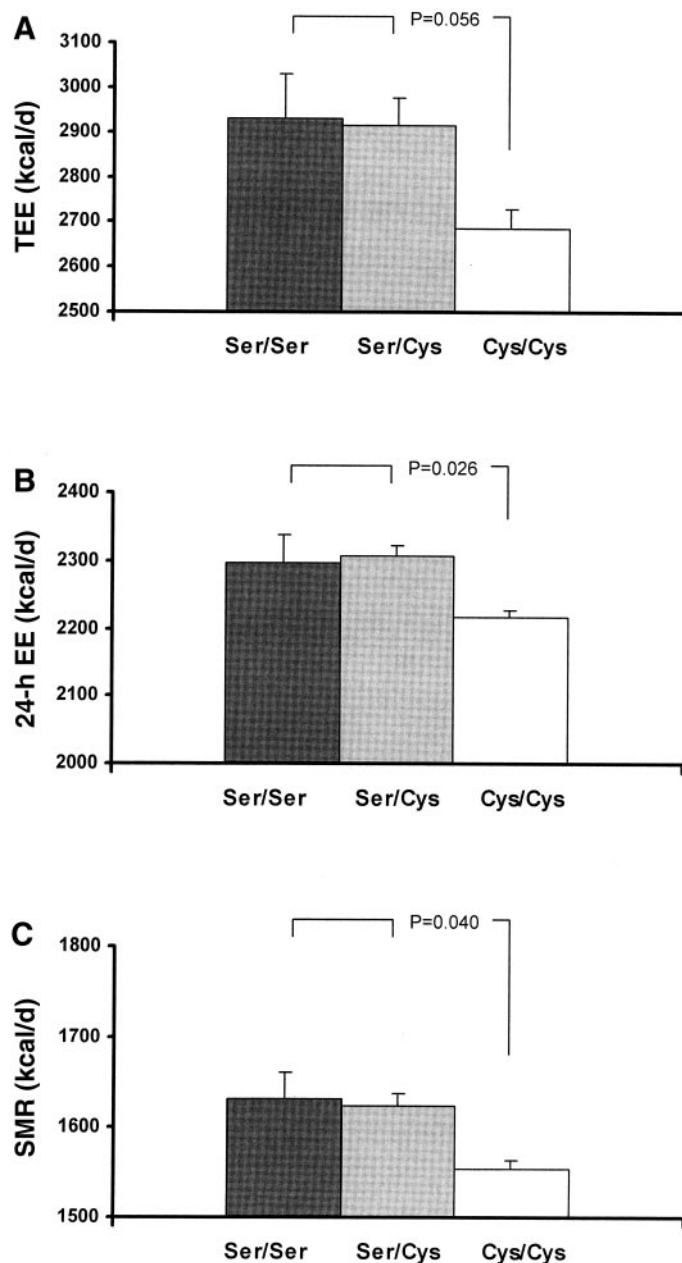 A
P=0.056
3100
3000
2900
2800
2700
2600
2500
TEE (kcal/d)
Ser/Ser Ser/Cys Cys/Cys
B
P=0.026
2400
2300
2200
2100
2000
24-h EE (kcal/d)
Ser/Ser Ser/Cys Cys/Cys
C
P=0.040
1800
1700
1600
1500
SMR (kcal/d)
Ser/Ser Ser/Cys Cys/Cys